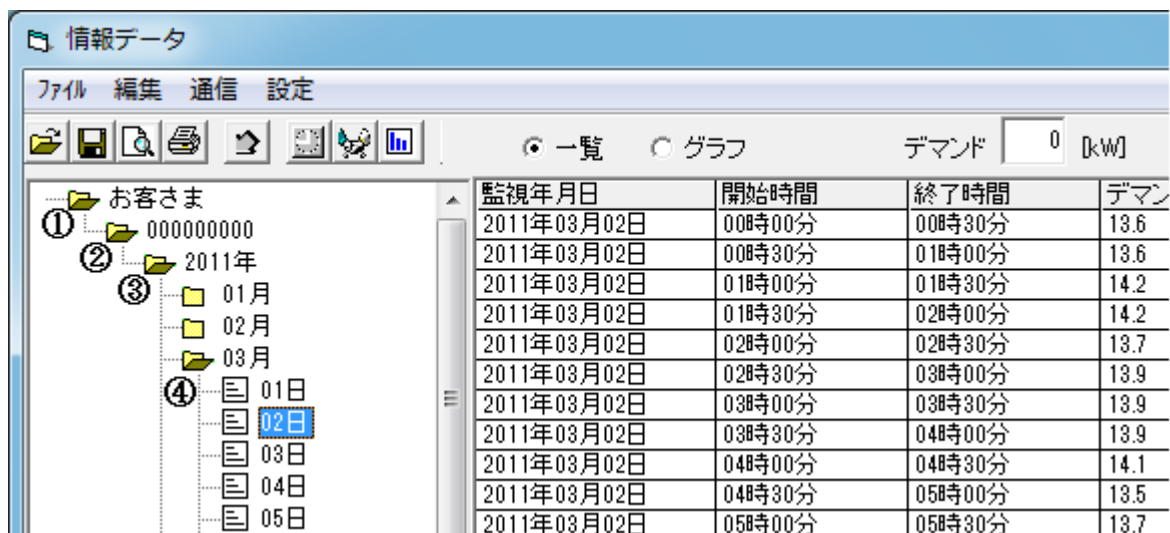 情報データ
ファイル 編集 通信 設定
一覧 グラフ デマンド 0 [kW]
お客さま
① 000000000
② 2011年
③ 01月
02月
03月
④ 01日
02日
03日
04日
05日
監視年月日 開始時間 終了時間 デマン
2011年03月02日 00時00分 00時30分 13.6
2011年03月02日 00時30分 01時00分 13.6
2011年03月02日 01時00分 01時30分 14.2
2011年03月02日 01時30分 02時00分 14.2
2011年03月02日 02時00分 02時30分 13.7
2011年03月02日 02時30分 03時00分 13.9
2011年03月02日 03時00分 03時30分 13.9
2011年03月02日 03時30分 04時00分 13.9
2011年03月02日 04時00分 04時30分 14.1
2011年03月02日 04時30分 05時00分 13.5
2011年03月02日 05時00分 05時30分 13.7